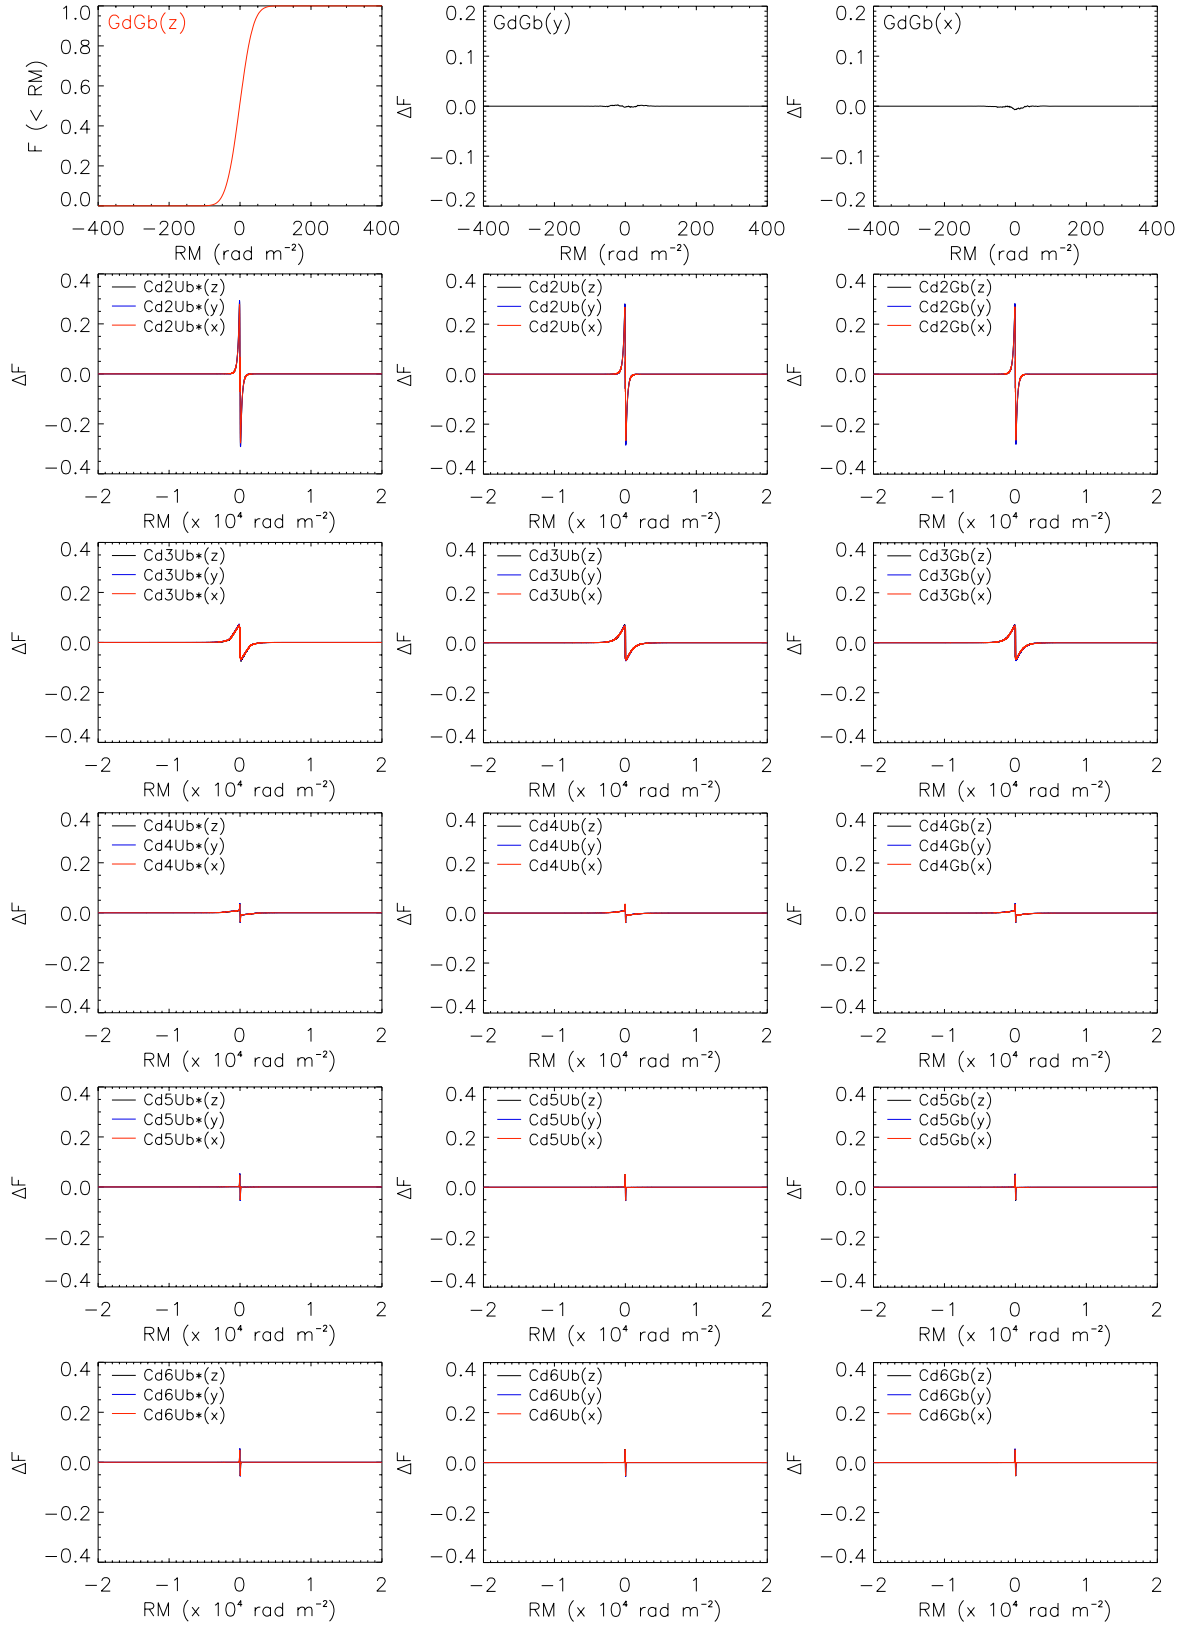 GdGb(z)
F (< RM)
1.0
0.8
0.6
0.4
0.2
0.0
-400 -200 0 200 400
RM (rad m⁻²)
GdGb(y)
ΔF
0.2
0.1
0.0
-0.1
-0.2
-400 -200 0 200 400
RM (rad m⁻²)
GdGb(x)
ΔF
0.2
0.1
0.0
-0.1
-0.2
-400 -200 0 200 400
RM (rad m⁻²)
Cd2Ub*(z)
Cd2Ub*(y)
Cd2Ub*(x)
ΔF
0.4
0.2
0.0
-0.2
-0.4
-2 -1 0 1 2
RM (x 10⁴ rad m⁻²)
Cd2Ub(z)
Cd2Ub(y)
Cd2Ub(x)
ΔF
0.4
0.2
0.0
-0.2
-0.4
-2 -1 0 1 2
RM (x 10⁴ rad m⁻²)
Cd2Gb(z)
Cd2Gb(y)
Cd2Gb(x)
ΔF
0.4
0.2
0.0
-0.2
-0.4
-2 -1 0 1 2
RM (x 10⁴ rad m⁻²)
Cd3Ub*(z)
Cd3Ub*(y)
Cd3Ub*(x)
ΔF
0.4
0.2
0.0
-0.2
-0.4
-2 -1 0 1 2
RM (x 10⁴ rad m⁻²)
Cd3Ub(z)
Cd3Ub(y)
Cd3Ub(x)
ΔF
0.4
0.2
0.0
-0.2
-0.4
-2 -1 0 1 2
RM (x 10⁴ rad m⁻²)
Cd3Gb(z)
Cd3Gb(y)
Cd3Gb(x)
ΔF
0.4
0.2
0.0
-0.2
-0.4
-2 -1 0 1 2
RM (x 10⁴ rad m⁻²)
Cd4Ub*(z)
Cd4Ub*(y)
Cd4Ub*(x)
ΔF
0.4
0.2
0.0
-0.2
-0.4
-2 -1 0 1 2
RM (x 10⁴ rad m⁻²)
Cd4Ub(z)
Cd4Ub(y)
Cd4Ub(x)
ΔF
0.4
0.2
0.0
-0.2
-0.4
-2 -1 0 1 2
RM (x 10⁴ rad m⁻²)
Cd4Gb(z)
Cd4Gb(y)
Cd4Gb(x)
ΔF
0.4
0.2
0.0
-0.2
-0.4
-2 -1 0 1 2
RM (x 10⁴ rad m⁻²)
Cd5Ub*(z)
Cd5Ub*(y)
Cd5Ub*(x)
ΔF
0.4
0.2
0.0
-0.2
-0.4
-2 -1 0 1 2
RM (x 10⁴ rad m⁻²)
Cd5Ub(z)
Cd5Ub(y)
Cd5Ub(x)
ΔF
0.4
0.2
0.0
-0.2
-0.4
-2 -1 0 1 2
RM (x 10⁴ rad m⁻²)
Cd5Gb(z)
Cd5Gb(y)
Cd5Gb(x)
ΔF
0.4
0.2
0.0
-0.2
-0.4
-2 -1 0 1 2
RM (x 10⁴ rad m⁻²)
Cd6Ub*(z)
Cd6Ub*(y)
Cd6Ub*(x)
ΔF
0.4
0.2
0.0
-0.2
-0.4
-2 -1 0 1 2
RM (x 10⁴ rad m⁻²)
Cd6Ub(z)
Cd6Ub(y)
Cd6Ub(x)
ΔF
0.4
0.2
0.0
-0.2
-0.4
-2 -1 0 1 2
RM (x 10⁴ rad m⁻²)
Cd6Gb(z)
Cd6Gb(y)
Cd6Gb(x)
ΔF
0.4
0.2
0.0
-0.2
-0.4
-2 -1 0 1 2
RM (x 10⁴ rad m⁻²)